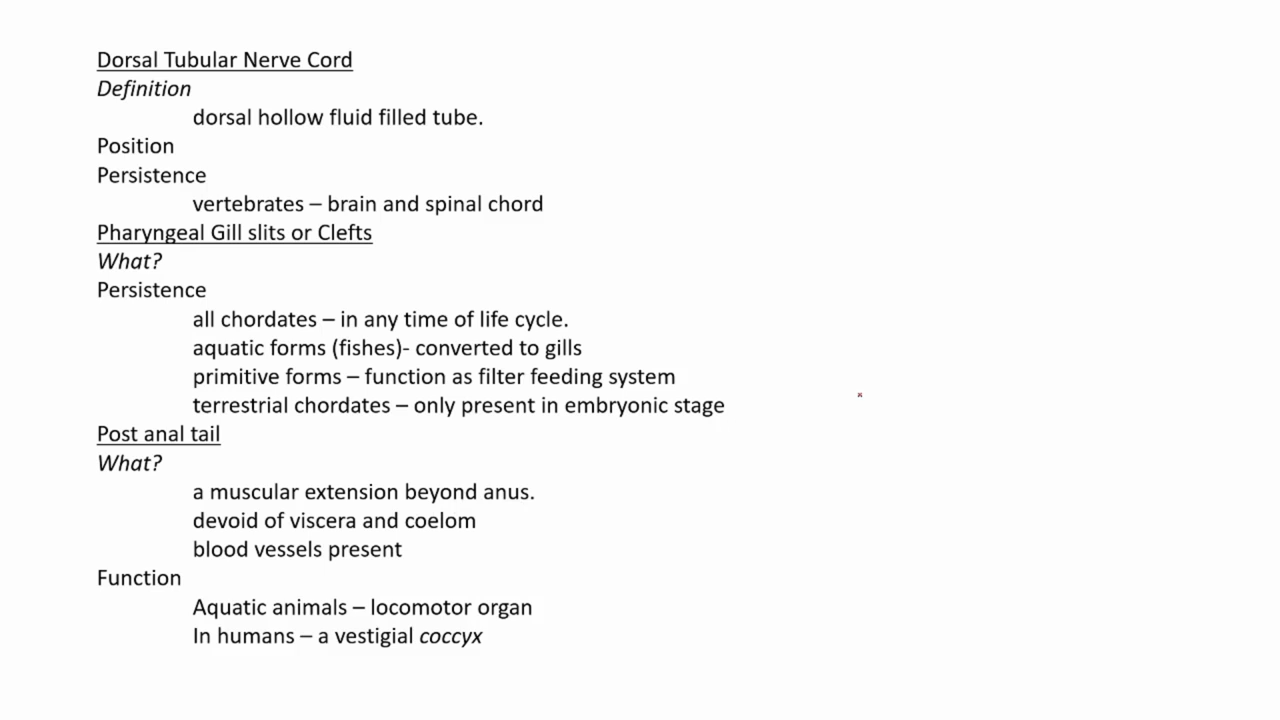 Dorsal Tubular Nerve Cord
Definition
dorsal hollow fluid filled tube.
Position
Persistence
vertebrates – brain and spinal chord
Pharyngeal Gill slits or Clefts
What?
Persistence
all chordates – in any time of life cycle.
aquatic forms (fishes)- converted to gills
primitive forms – function as filter feeding system
terrestrial chordates – only present in embryonic stage
Post anal tail
What?
a muscular extension beyond anus.
devoid of viscera and coelom
blood vessels present
Function
Aquatic animals – locomotor organ
In humans – a vestigial coccyx